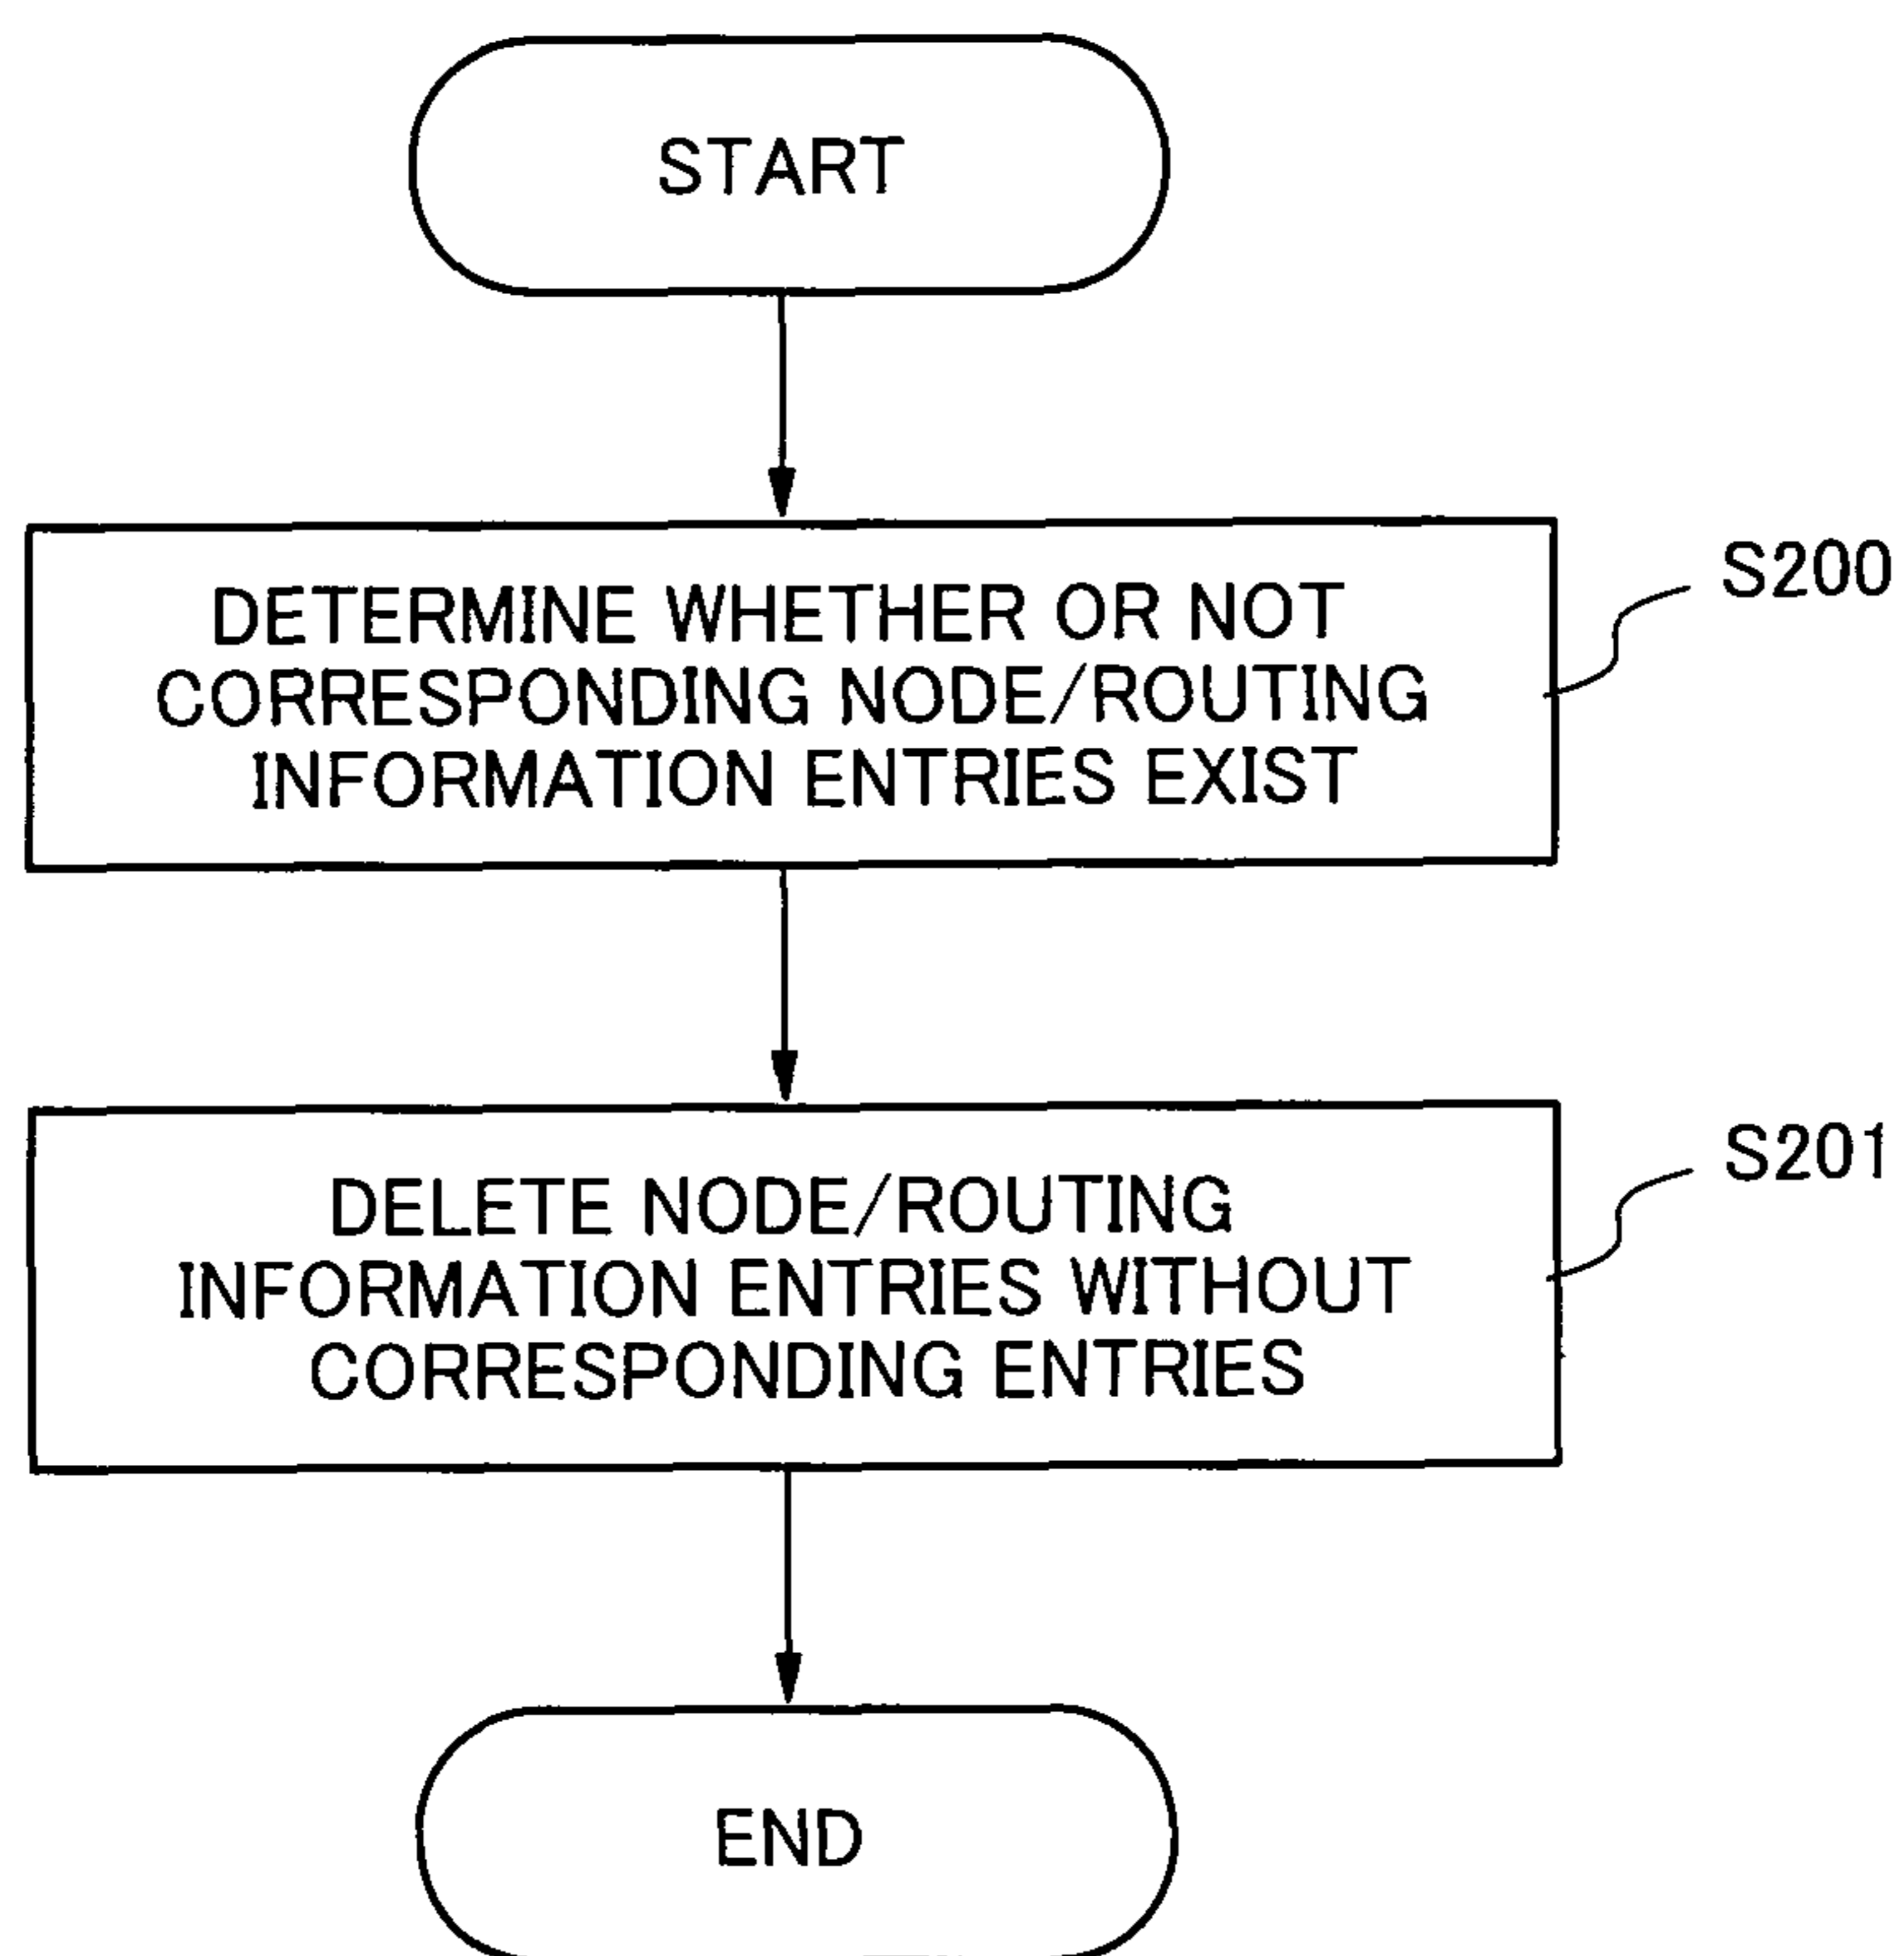 START
DETERMINE WHETHER OR NOT
CORRESPONDING NODE/ROUTING
INFORMATION ENTRIES EXIST
S200
DELETE NODE/ROUTING
INFORMATION ENTRIES WITHOUT
CORRESPONDING ENTRIES
S201
END